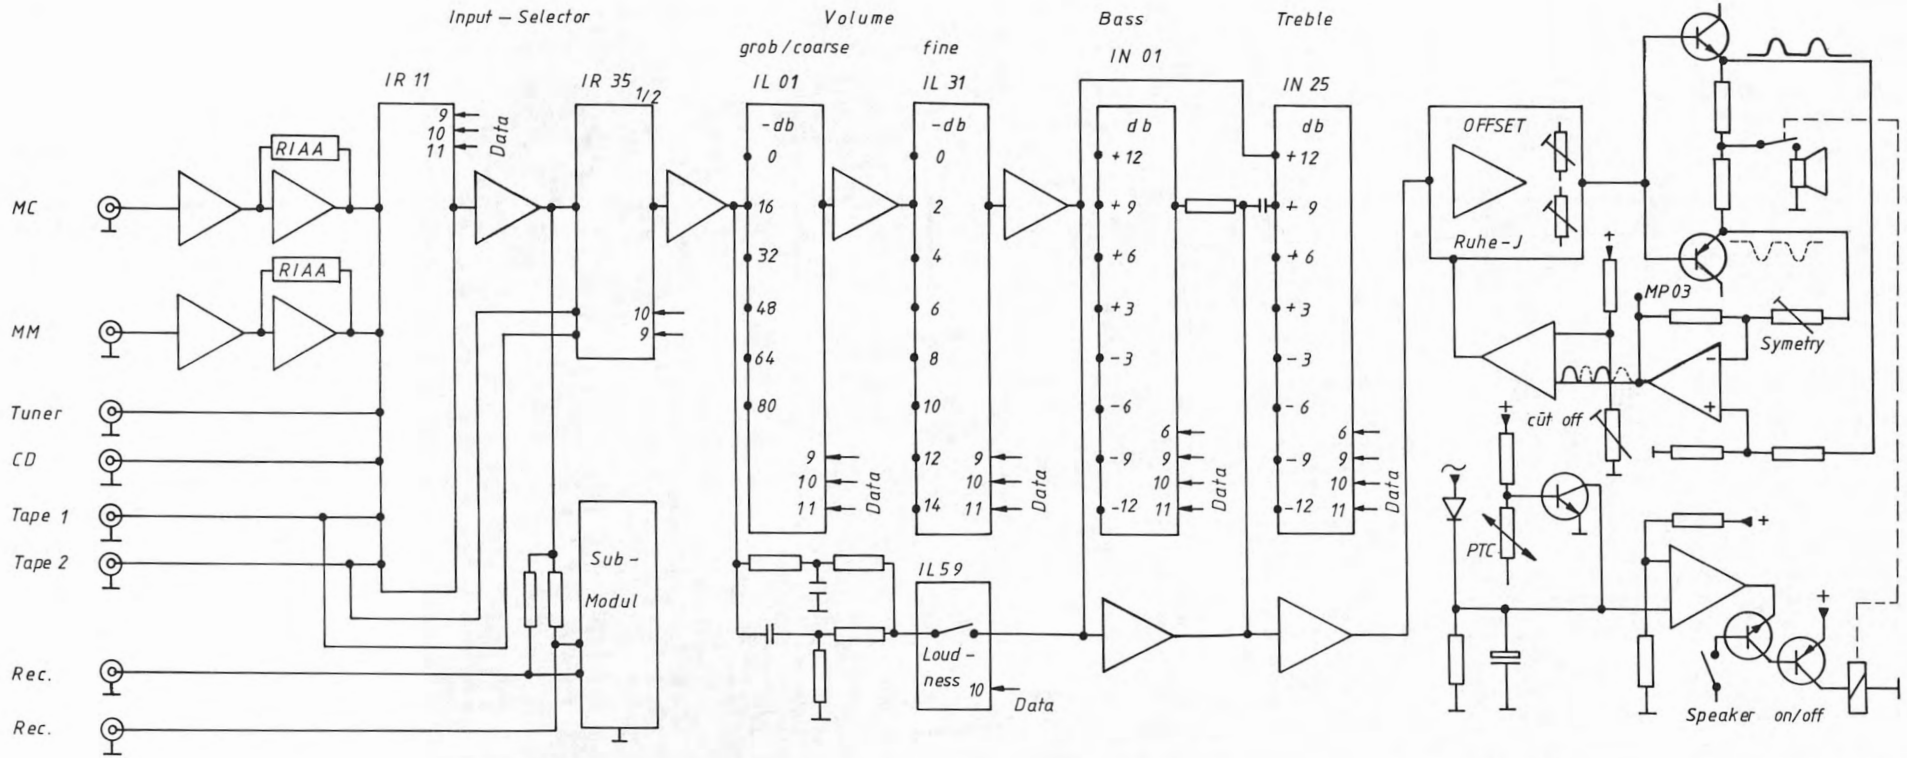 Input – Selector
Volume
Bass
Treble
grob/coarse
fine
IR 11
IR 35
1/2
IL 01
IL 31
IN 01
IN 25
RIAA
RIAA
MC
MM
Tuner
CD
Tape 1
Tape 2
Rec.
Rec.
9
10
11
Data
10
9
Sub–
Modul
-db
0
16
32
48
64
80
9
10
11
Data
-db
0
2
4
6
8
10
12
14
9
10
11
Data
IL59
Loud–
ness
10
Data
db
+12
+9
+6
+3
-3
-6
-9
-12
6
9
10
11
Data
db
+12
+9
+6
+3
-3
-6
-9
-12
6
9
10
11
Data
OFFSET
Ruhe-J
+
MP03
Symetry
–
+
cūt off
+
PTC
+
+
Speaker on/off